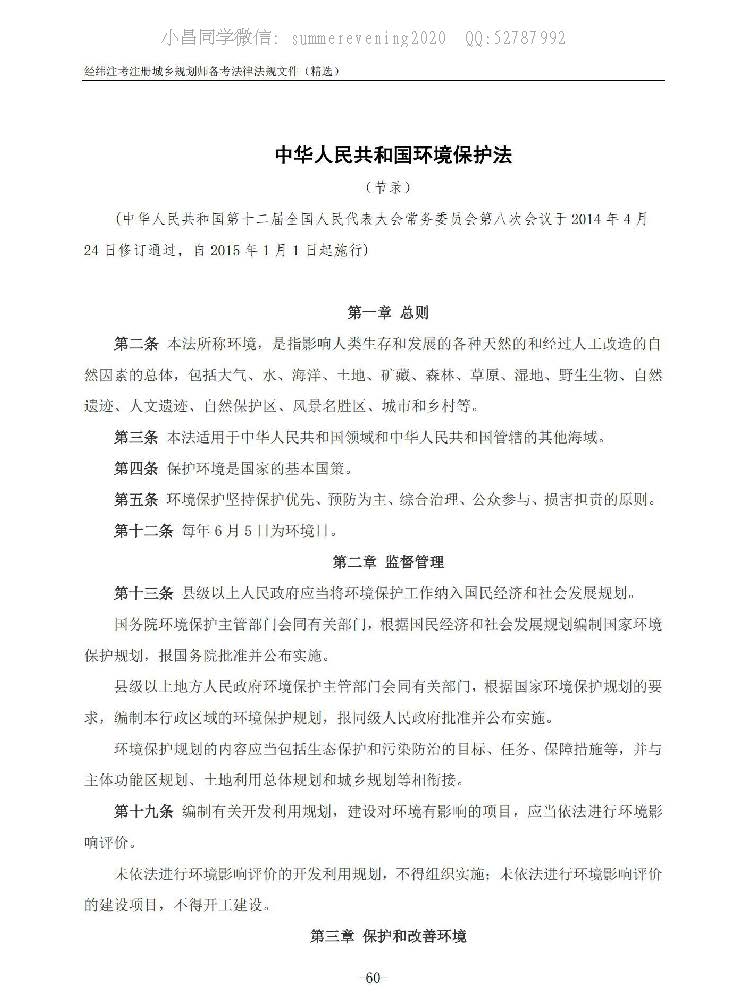 小昌同学微信: summerevening2020 QQ:52787992
经纬注考注册城乡规划师备考法律法规文件（精选）
中华人民共和国环境保护法
（节录）
(中华人民共和国第十二届全国人民代表大会常务委员会第八次会议于 2014 年 4 月
24 日修订通过，自 2015 年 1 月 1 日起施行)
第一章 总则
第二条 本法所称环境，是指影响人类生存和发展的各种天然的和经过人工改造的自
然因素的总体，包括大气、水、海洋、土地、矿藏、森林、草原、湿地、野生生物、自然
遗迹、人文遗迹、自然保护区、风景名胜区、城市和乡村等。
第三条 本法适用于中华人民共和国领域和中华人民共和国管辖的其他海域。
第四条 保护环境是国家的基本国策。
第五条 环境保护坚持保护优先、预防为主、综合治理、公众参与、损害担责的原则。
第十二条 每年 6 月 5 日为环境日。
第二章 监督管理
第十三条 县级以上人民政府应当将环境保护工作纳入国民经济和社会发展规划。
国务院环境保护主管部门会同有关部门，根据国民经济和社会发展规划编制国家环境
保护规划，报国务院批准并公布实施。
县级以上地方人民政府环境保护主管部门会同有关部门，根据国家环境保护规划的要
求，编制本行政区域的环境保护规划，报同级人民政府批准并公布实施。
环境保护规划的内容应当包括生态保护和污染防治的目标、任务、保障措施等，并与
主体功能区规划、土地利用总体规划和城乡规划等相衔接。
第十九条 编制有关开发利用规划，建设对环境有影响的项目，应当依法进行环境影
响评价。
未依法进行环境影响评价的开发利用规划，不得组织实施；未依法进行环境影响评价
的建设项目，不得开工建设。
第三章 保护和改善环境
-60-